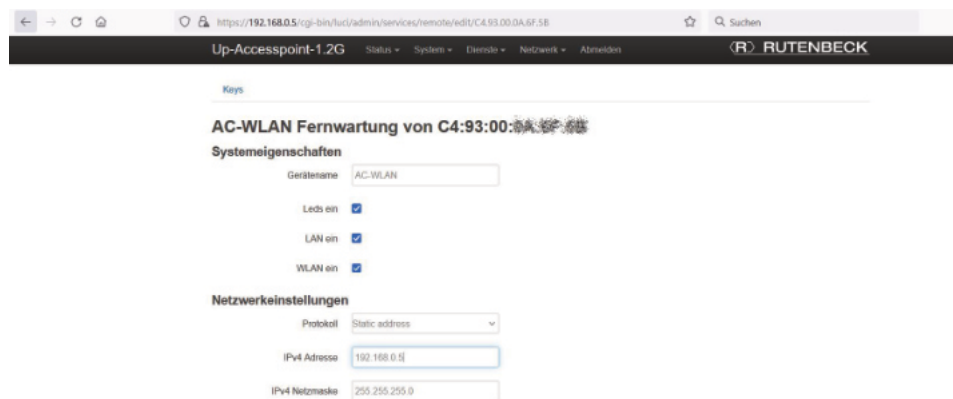 https://192.168.0.5/cgi-bin/luci/admin/services/remote/edit/C4.93.00.0A.6F.5B
Suchen
Up-Accesspoint-1.2G Status System Dienste Netzwerk Abmelden
(R) RUTENBECK
Keys
AC-WLAN Fernwartung von C4:93:00:
Systemeigenschaften
Gerätename AC-WLAN
Leds ein
LAN ein
WLAN ein
Netzwerkeinstellungen
Protokoll Static address
IPv4 Adresse 192.168.0.5
IPv4 Netzmaske 255.255.255.0